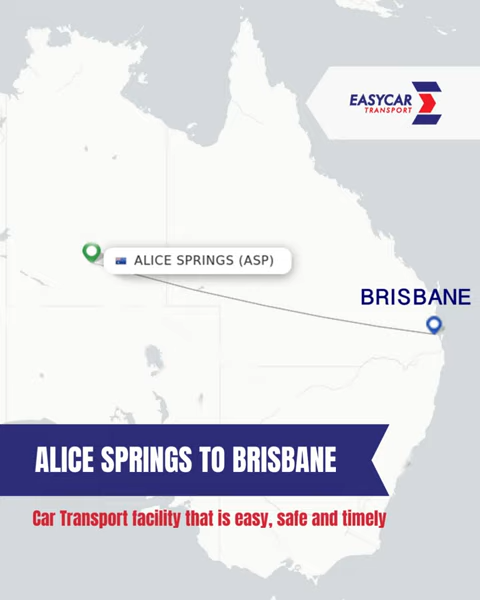 EASYCAR
TRANSPORT
ALICE SPRINGS (ASP)
BRISBANE
ALICE SPRINGS TO BRISBANE
Car Transport facility that is easy, safe and timely